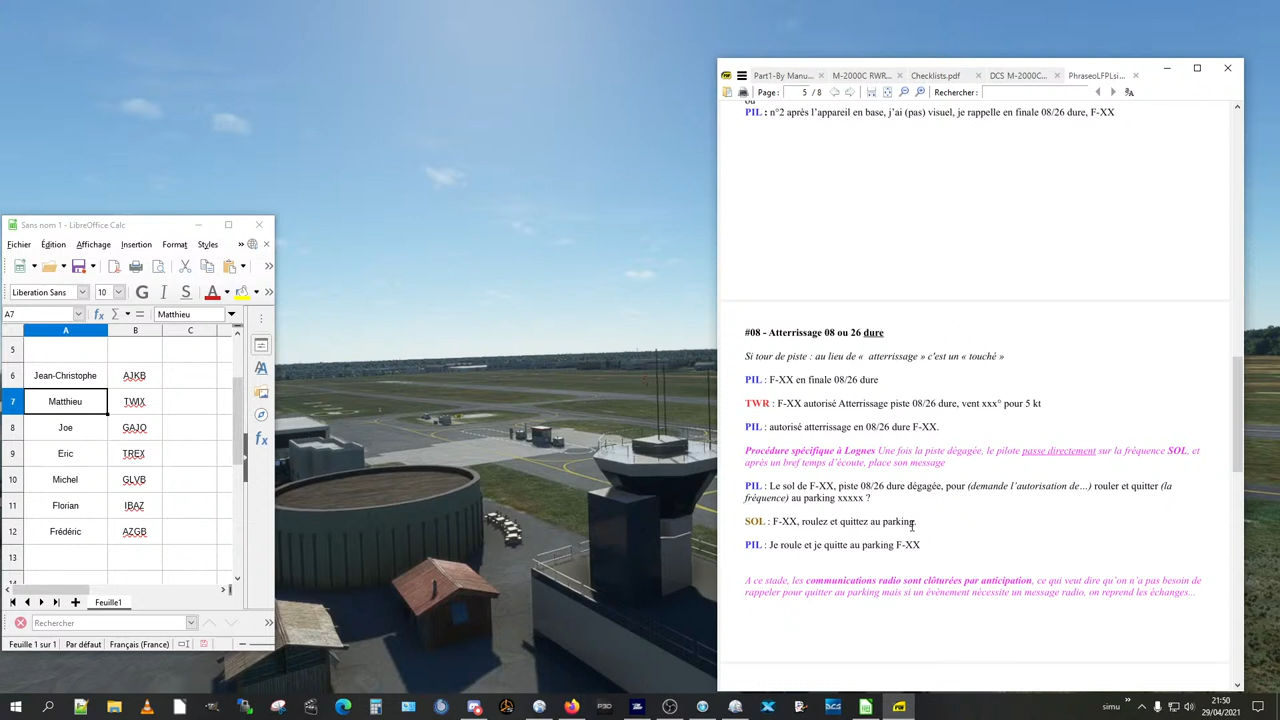 Sans nom 1 - LibreOffice Calc
Fichier Édition Affichage Insertion Format Styles
Liberation Sans 10 G I S A
A7 Matthieu
A B C
5
6 Jean-Christophe AJKB
7 Matthieu TWIX
8 Joe GAJO
9 Eric TREX
10 Michel GLVB
11 Florian IBAZ
12 Frédéric AZGB
13
14
Feuille1
Rechercher
Feuille 1 sur 1 Par défaut Français (France)
Part1-By Manu... M-2000C RWR... Checklists.pdf DCS M-2000C... PhraseoLFPLsi...
Page : 5 / 8 Rechercher :
ou
PIL : n°2 après l’appareil en base, j’ai (pas) visuel, je rappelle en finale 08/26 dure, F-XX
#08 - Atterrissage 08 ou 26 dure
Si tour de piste : au lieu de « atterrissage » c’est un « touché »
PIL : F-XX en finale 08/26 dure
TWR : F-XX autorisé Atterrissage piste 08/26 dure, vent xxx° pour 5 kt
PIL : autorisé atterrissage en 08/26 dure F-XX.
Procédure spécifique à Lognes Une fois la piste dégagée, le pilote passe directement sur la fréquence SOL, et
après un bref temps d’écoute, place son message
PIL : Le sol de F-XX, piste 08/26 dure dégagée, pour (demande l’autorisation de…) rouler et quitter (la
fréquence) au parking xxxxx ?
SOL : F-XX, roulez et quittez au parking.
PIL : Je roule et je quitte au parking F-XX
A ce stade, les communications radio sont clôturées par anticipation, ce qui veut dire qu’on n’a pas besoin de
rappeler pour quitter au parking mais si un évènement nécessite un message radio, on reprend les échanges…
P3D DCS simu 21:50
29/04/2021